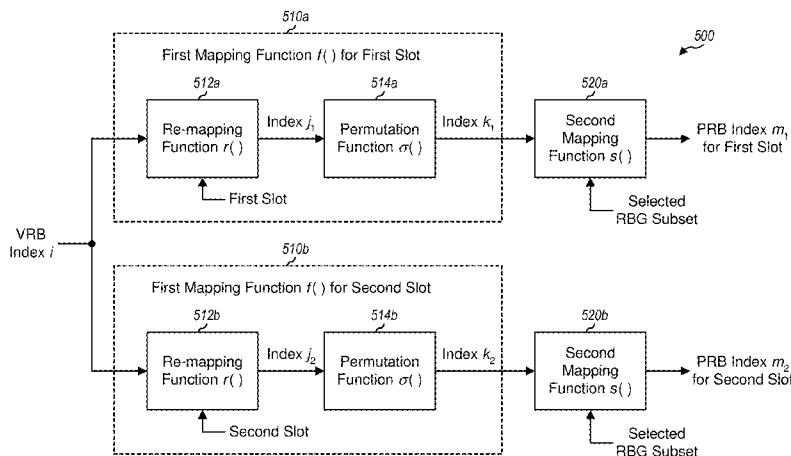 500
510a
First Mapping Function f( ) for First Slot
512a
514a
520a
Re-mapping
Function r( )
Index j1
Permutation
Function σ( )
Index k1
Second
Mapping
Function s( )
PRB Index m1
for First Slot
First Slot
Selected
RBG Subset
VRB
Index i
510b
First Mapping Function f( ) for Second Slot
512b
514b
520b
Re-mapping
Function r( )
Index j2
Permutation
Function σ( )
Index k2
Second
Mapping
Function s( )
PRB Index m2
for Second Slot
Second Slot
Selected
RBG Subset